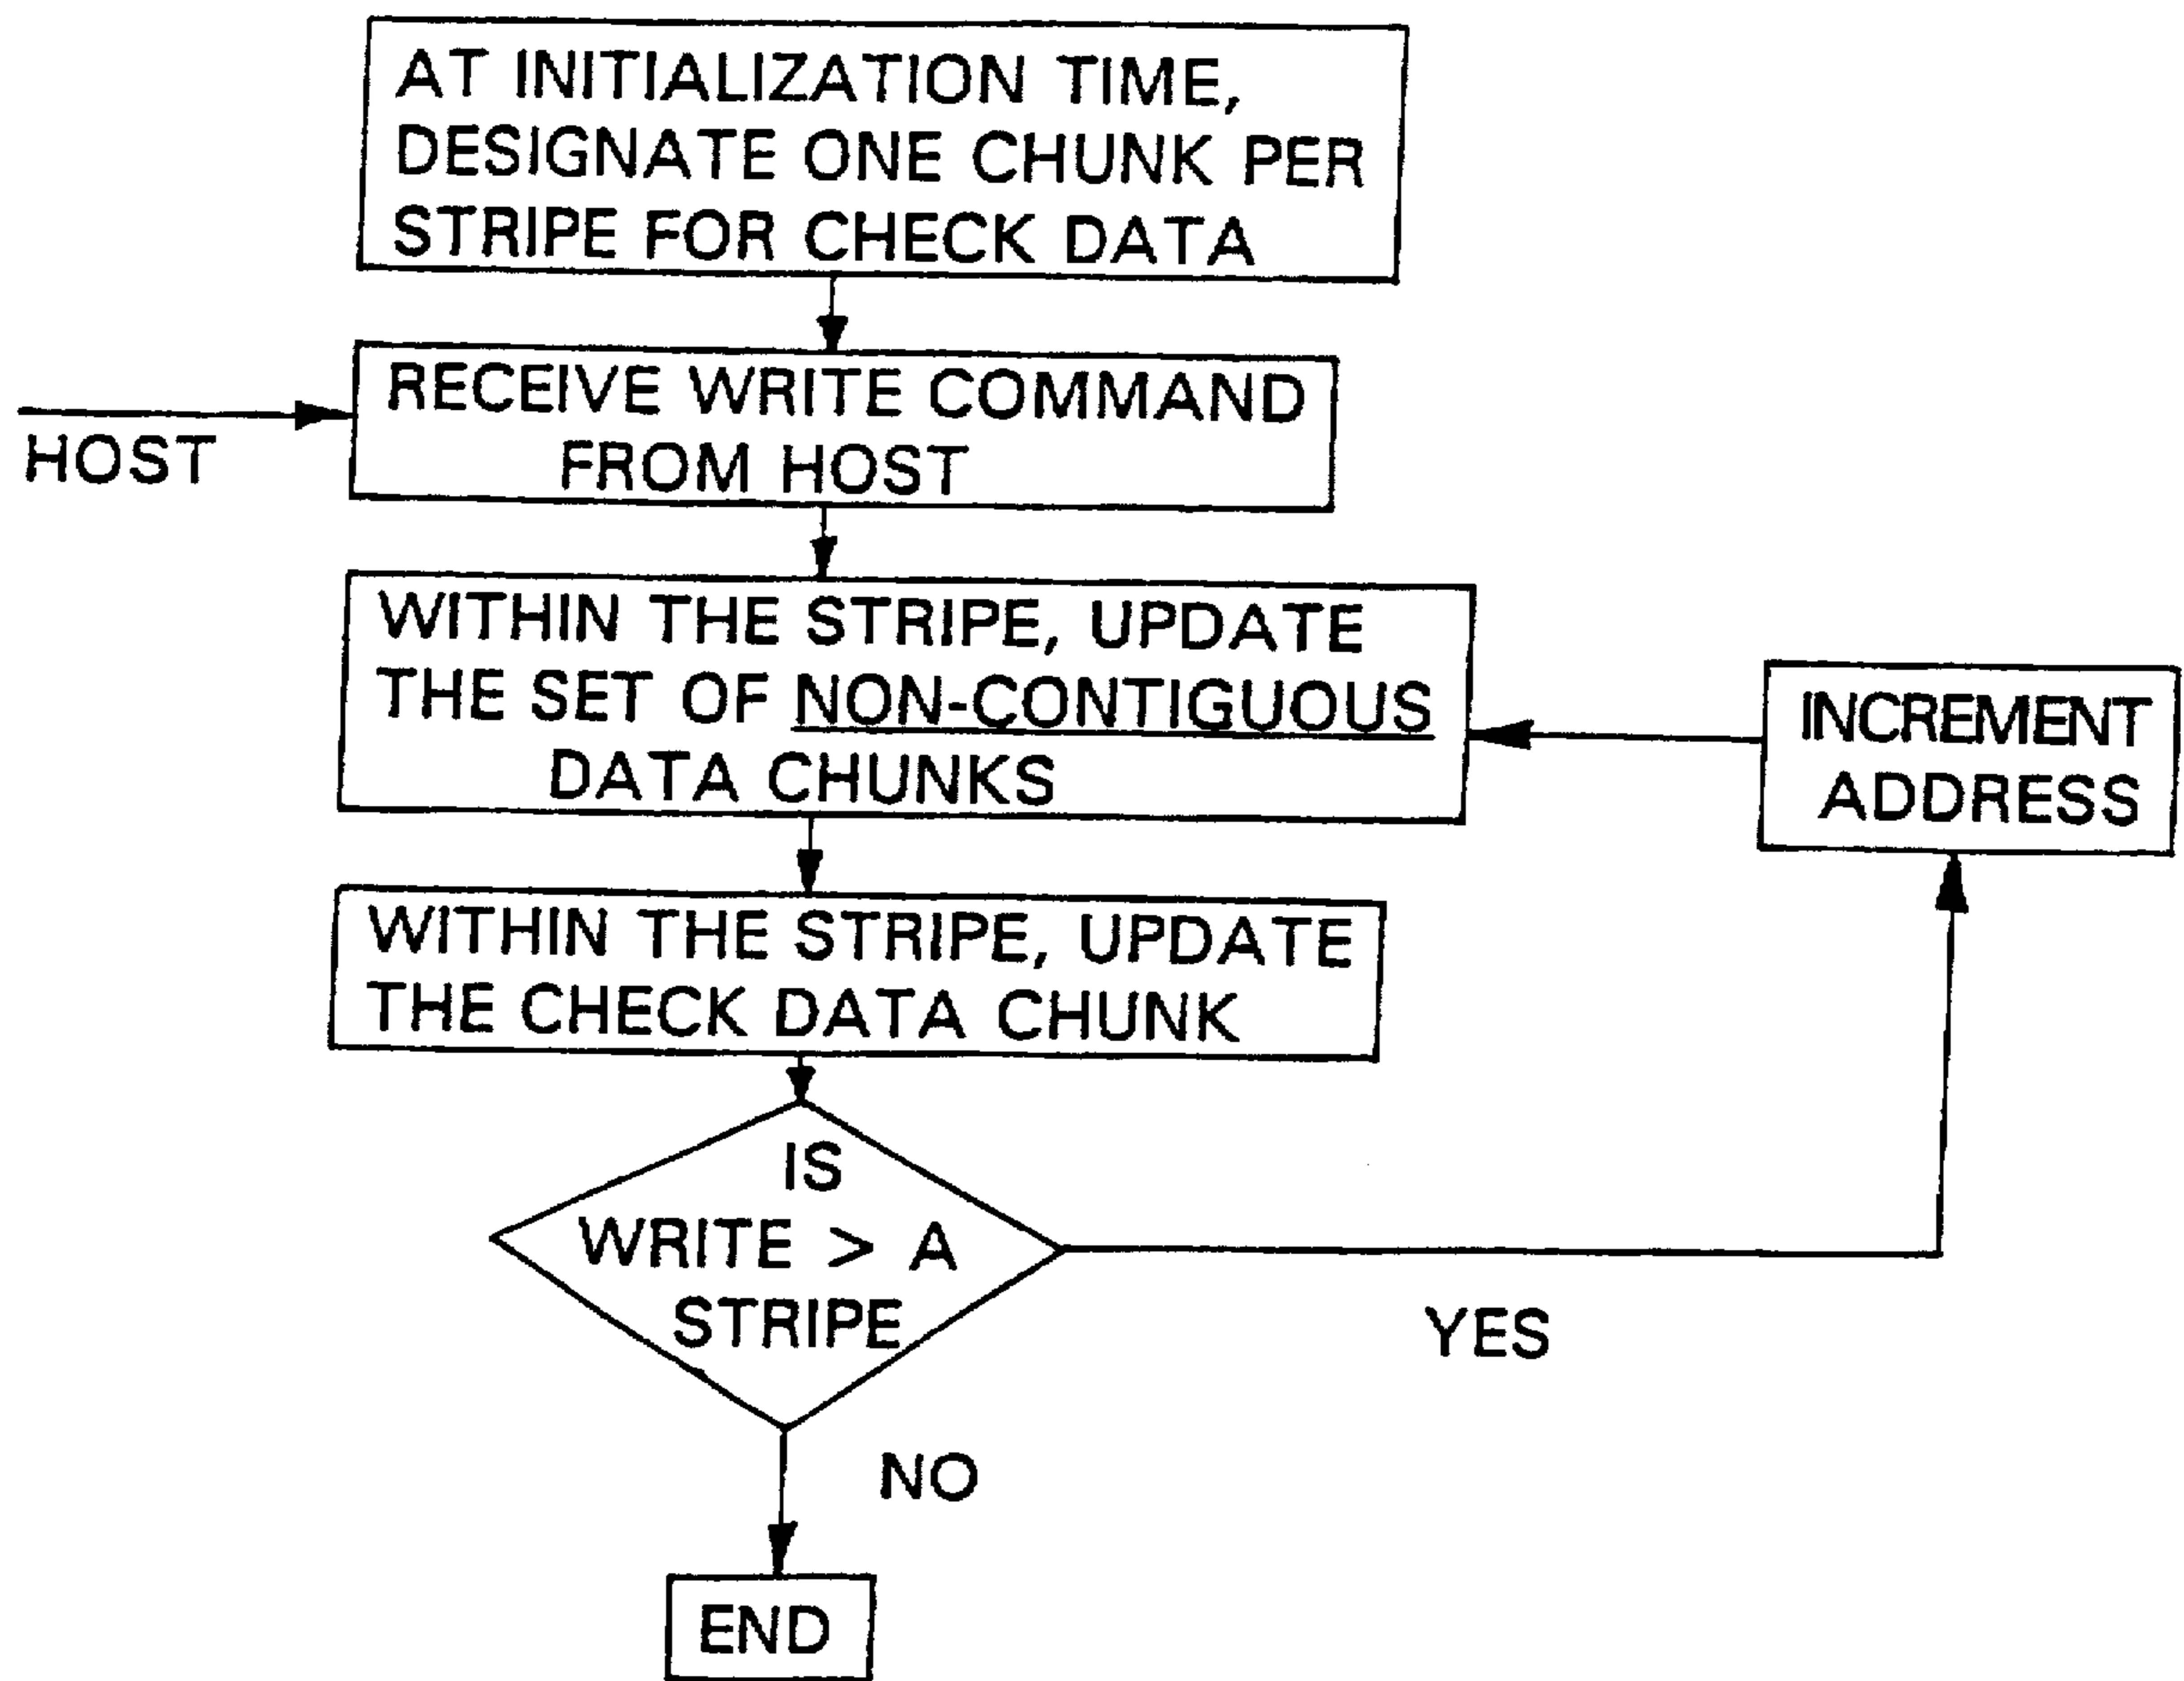 AT INITIALIZATION TIME,
DESIGNATE ONE CHUNK PER
STRIPE FOR CHECK DATA
RECEIVE WRITE COMMAND
FROM HOST
HOST
WITHIN THE STRIPE, UPDATE
THE SET OF NON-CONTIGUOUS
DATA CHUNKS
INCREMENT
ADDRESS
WITHIN THE STRIPE, UPDATE
THE CHECK DATA CHUNK
IS
WRITE > A
STRIPE
YES
NO
END